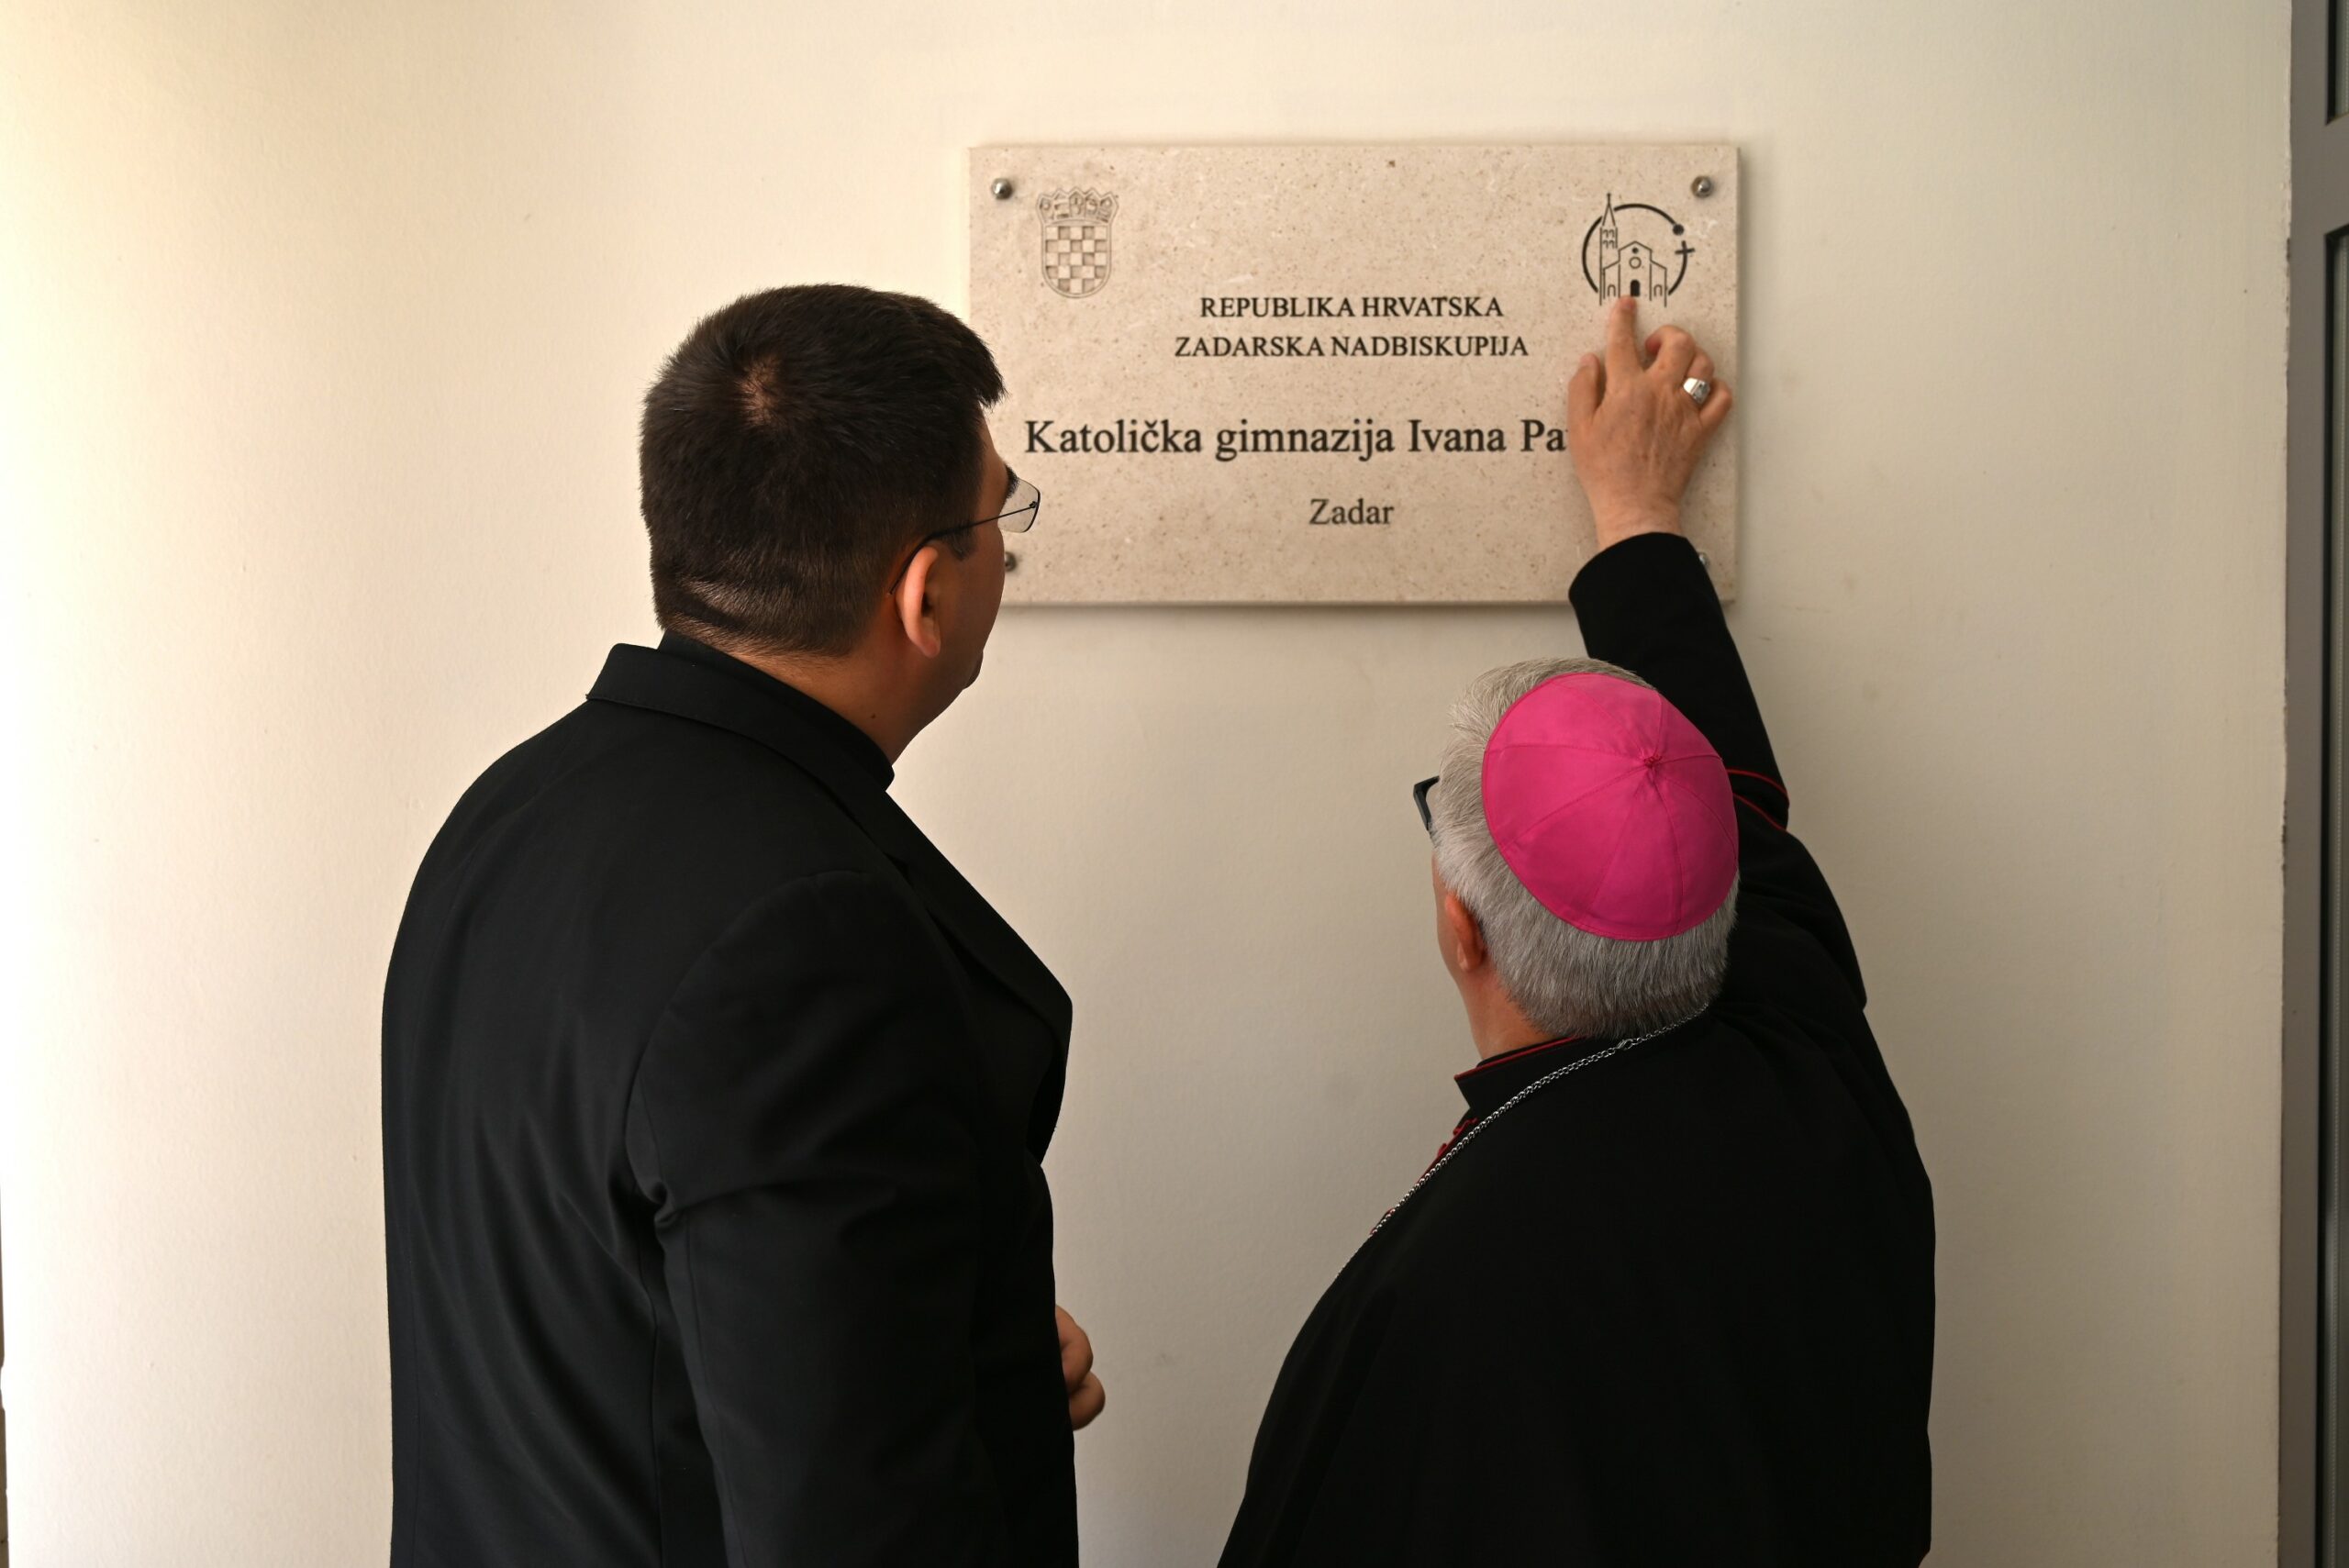 REPUBLIKA HRVATSKA
ZADARSKA NADBISKUPIJA
Katolička gimnazija Ivana
Zadar